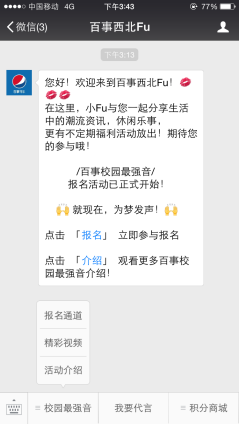 中国移动 4G 下午3:43 77%
微信(3) 百事西北Fu
下午3:13
您好！欢迎来到百事西北Fu！
在这里，小Fu与您一起分享生活
中的潮流资讯，休闲乐事，
更有不定期福利活动放出！期待您
的参与哦！
/百事校园最强音/
报名活动已正式开始！
就现在，为梦发声！
点击 「报名」 立即参与报名
点击 「介绍」 观看更多百事校
园最强音介绍！
报名通道
精彩视频
活动介绍
校园最强音 我要代言 积分商城